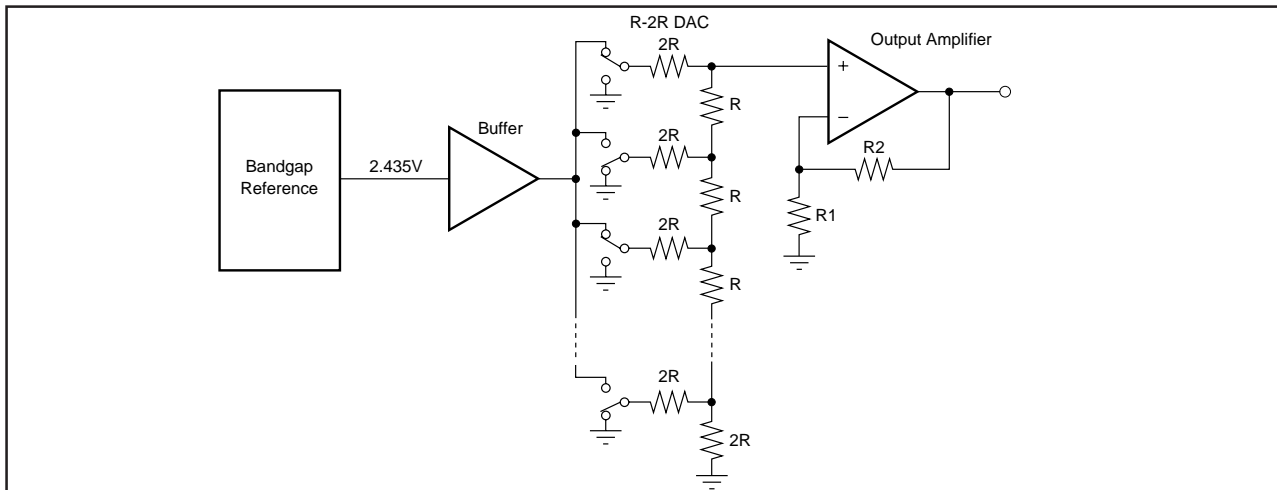 R-2R DAC
Output Amplifier
2R
+
R
−
Buffer
2R
R2
Bandgap
Reference
2.435V
R
R1
2R
R
2R
2R